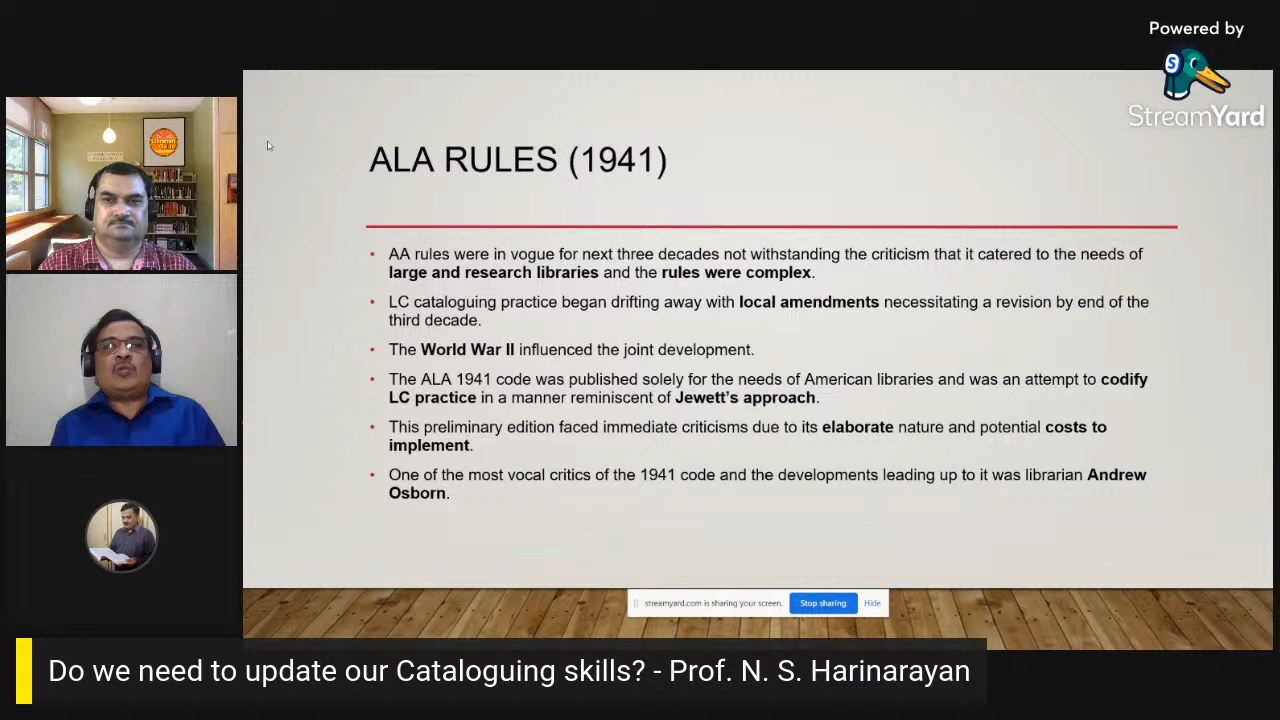 Powered by
StreamYard
S
ALA RULES (1941)
• AA rules were in vogue for next three decades not withstanding the criticism that it catered to the needs of
large and research libraries and the rules were complex.
• LC cataloguing practice began drifting away with local amendments necessitating a revision by end of the
third decade.
• The World War II influenced the joint development.
• The ALA 1941 code was published solely for the needs of American libraries and was an attempt to codify
LC practice in a manner reminiscent of Jewett's approach.
• This preliminary edition faced immediate criticisms due to its elaborate nature and potential costs to
implement.
• One of the most vocal critics of the 1941 code and the developments leading up to it was librarian Andrew
Osborn.
streamyard.com is sharing your screen. Stop sharing Hide
Do we need to update our Cataloguing skills? - Prof. N. S. Harinarayan